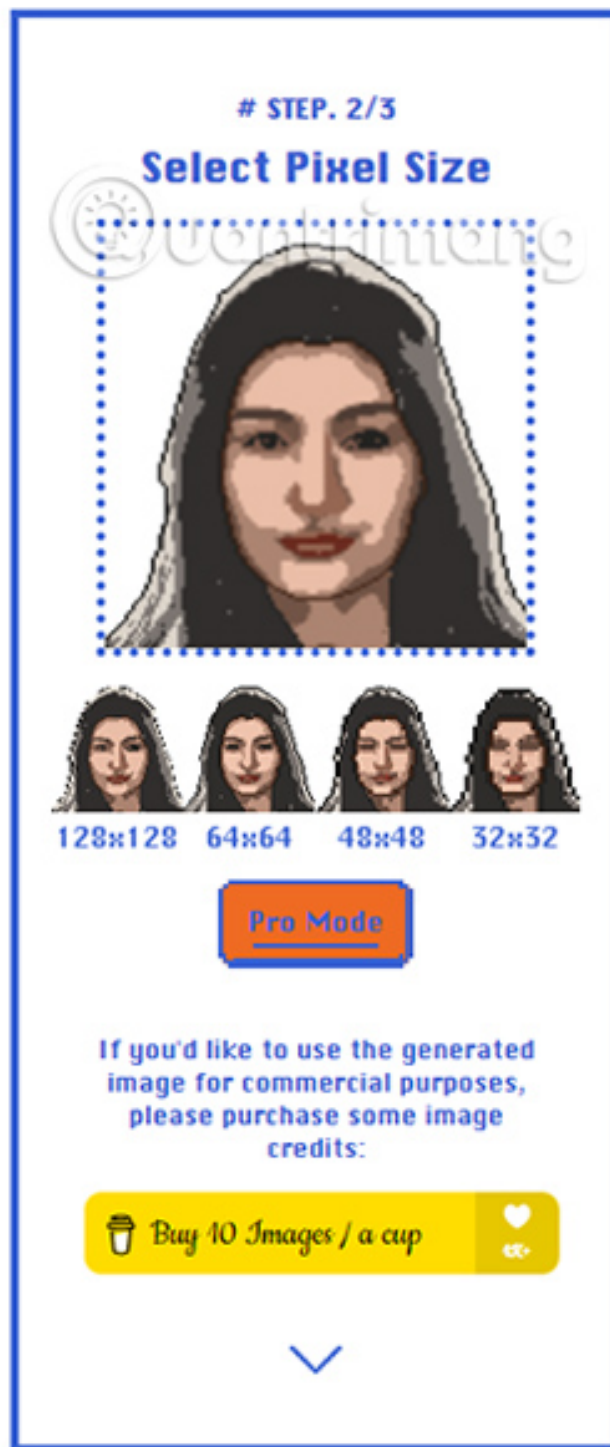 # STEP. 2/3
Select Pixel Size
Quantrimang
128x128 64x64 48x48 32x32
Pro Mode
If you'd like to use the generated
image for commercial purposes,
please purchase some image
credits:
Buy 10 Images / a cup